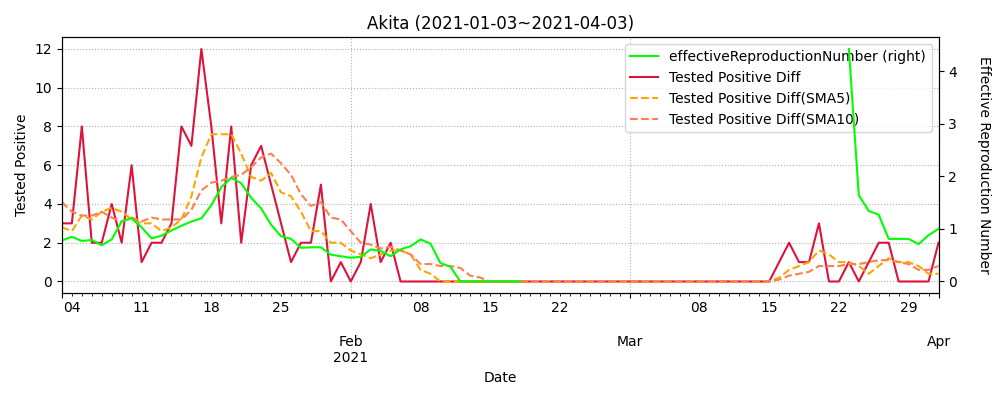 Akita (2021-01-03~2021-04-03)
effectiveReproductionNumber (right)
Tested Positive Diff
Tested Positive Diff(SMA5)
Tested Positive Diff(SMA10)
Tested Positive
12
10
8
6
4
2
0
Effective Reproduction Number
4
3
2
1
0
04 11 18 25 08 15 22 08 15 22 29
Feb Mar Apr
2021
Date